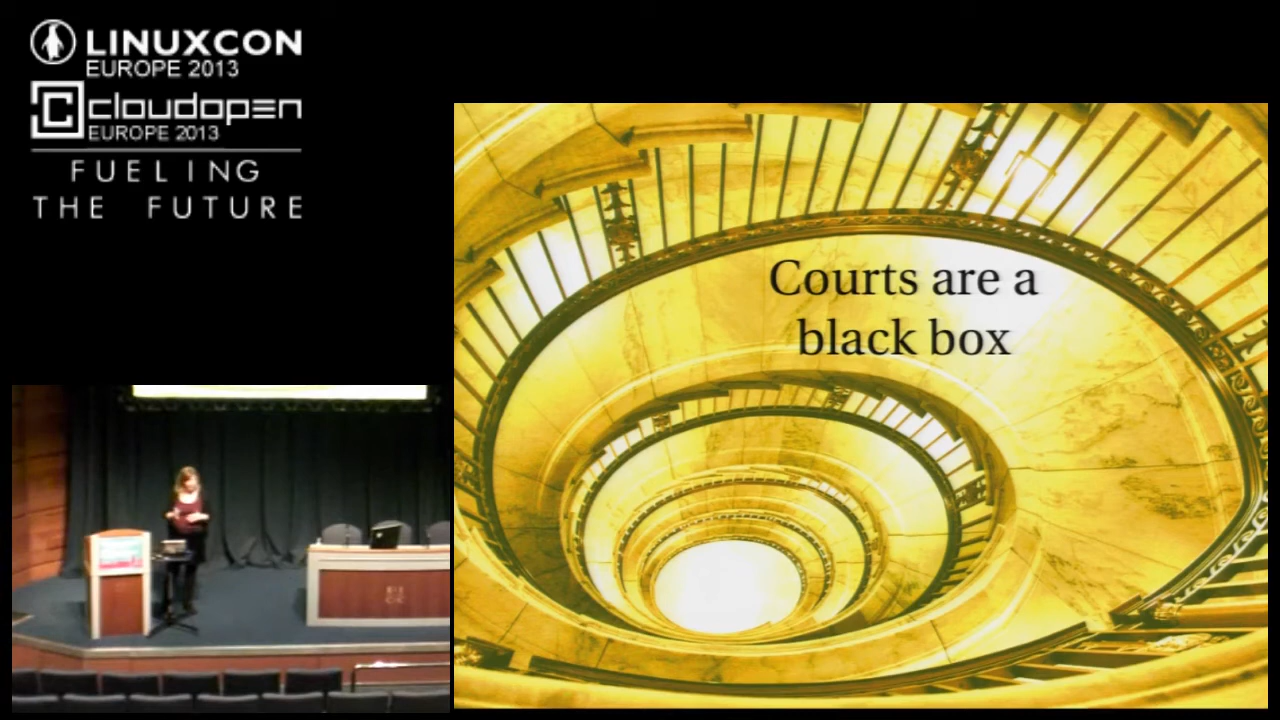 LINUXCON
EUROPE 2013
cloudopen
EUROPE 2013
FUELING
THE FUTURE
Courts are a
black box